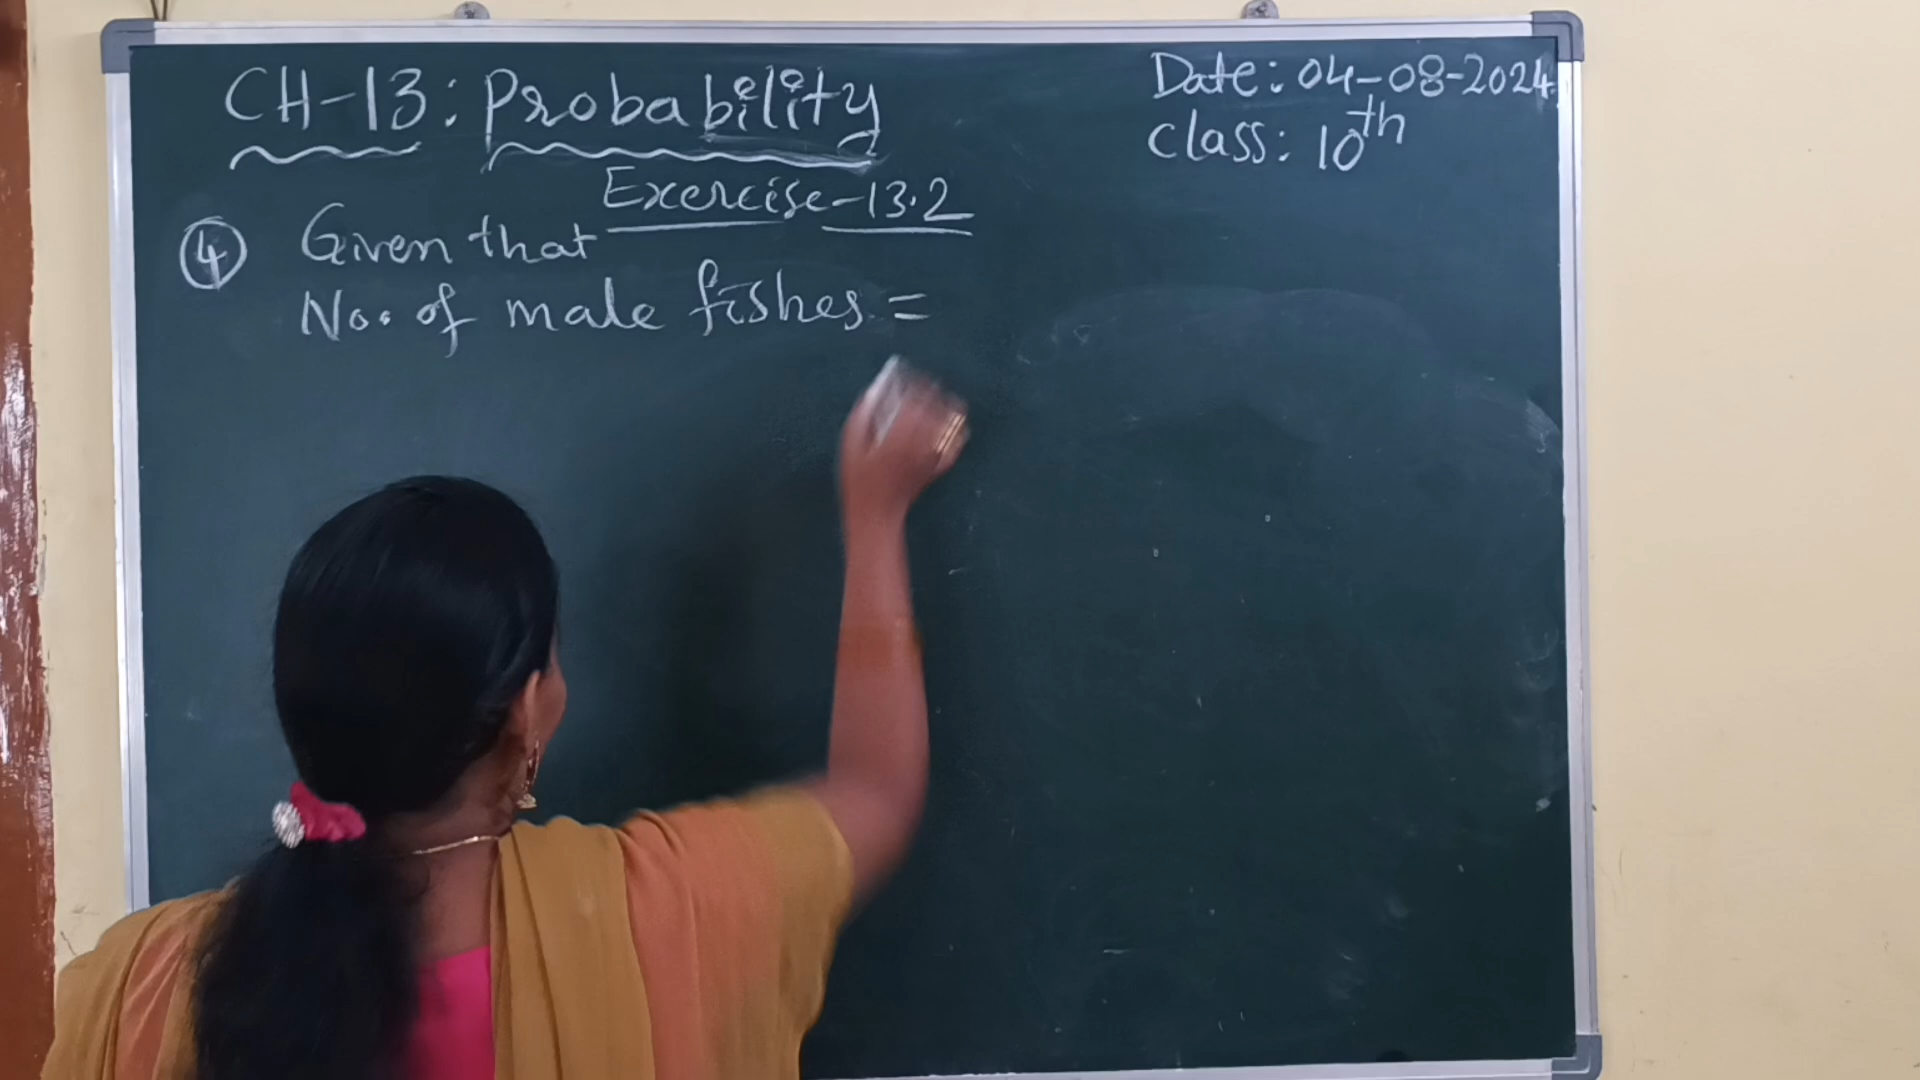 CH-13: Probability
Date: 04-08-2024
Class: 10th
Exercise-13.2
④ Given that
No. of male fishes =